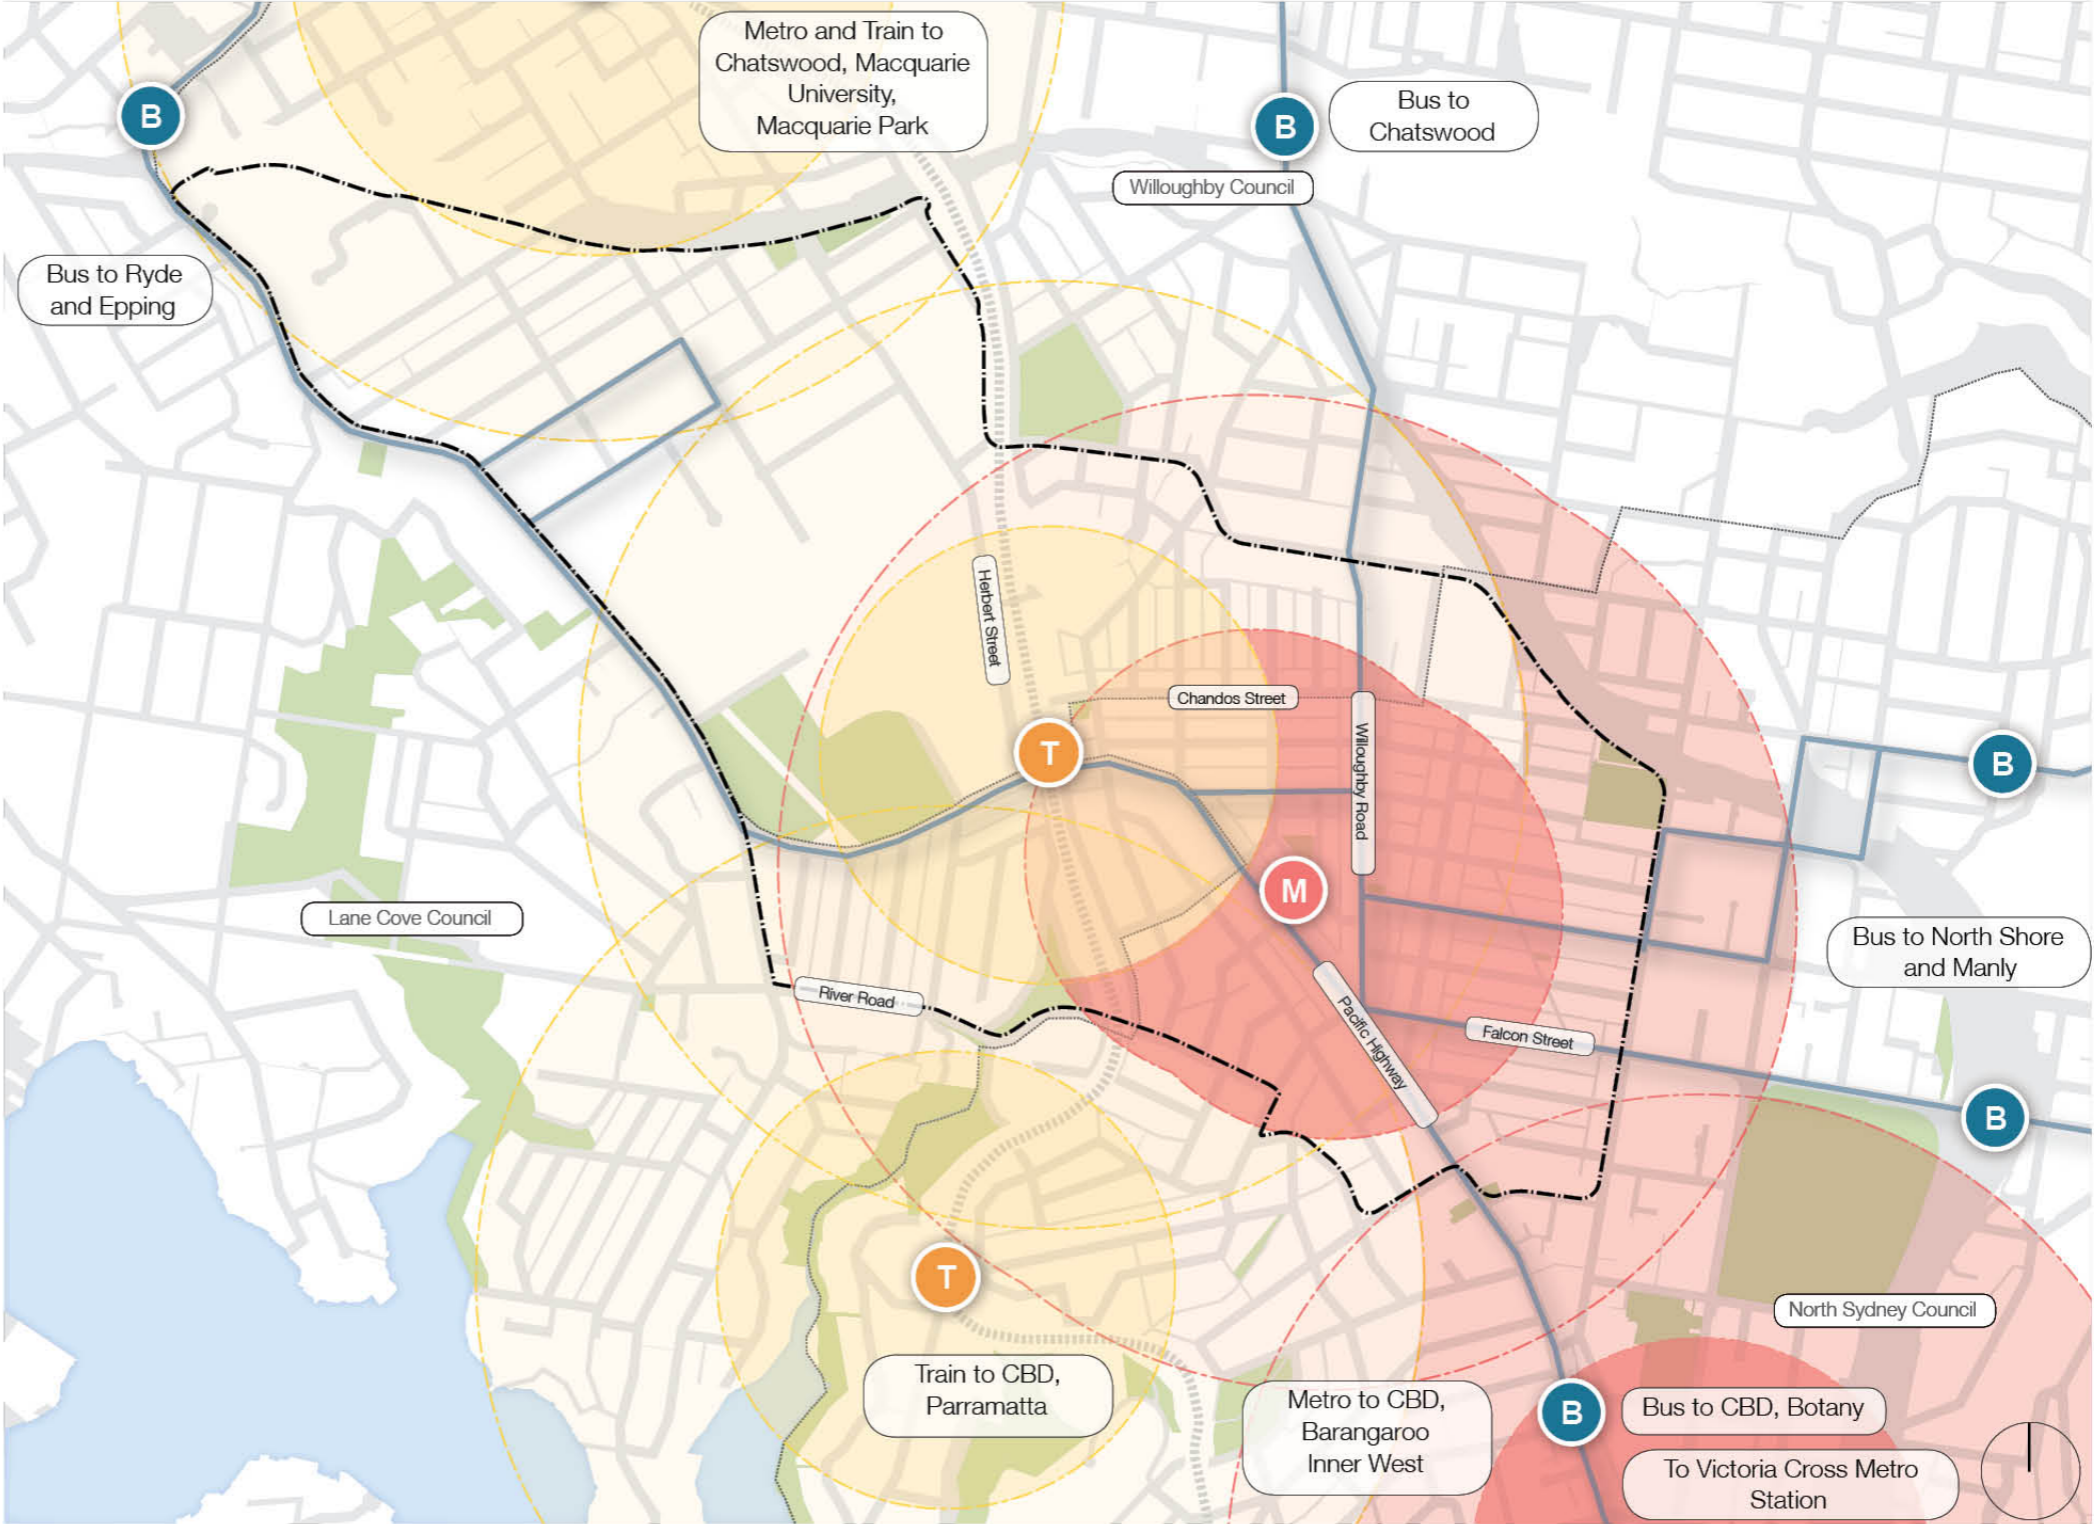 Metro and Train to
Chatswood, Macquarie
University,
Macquarie Park
B
B
Bus to
Chatswood
Willoughby Council
Bus to Ryde
and Epping
Herbert Street
Chandos Street
Willoughby Road
T
B
M
Lane Cove Council
Bus to North Shore
and Manly
River Road
Pacific Highway
Falcon Street
B
T
North Sydney Council
Train to CBD,
Parramatta
Metro to CBD,
Barangaroo
Inner West
B
Bus to CBD, Botany
To Victoria Cross Metro
Station